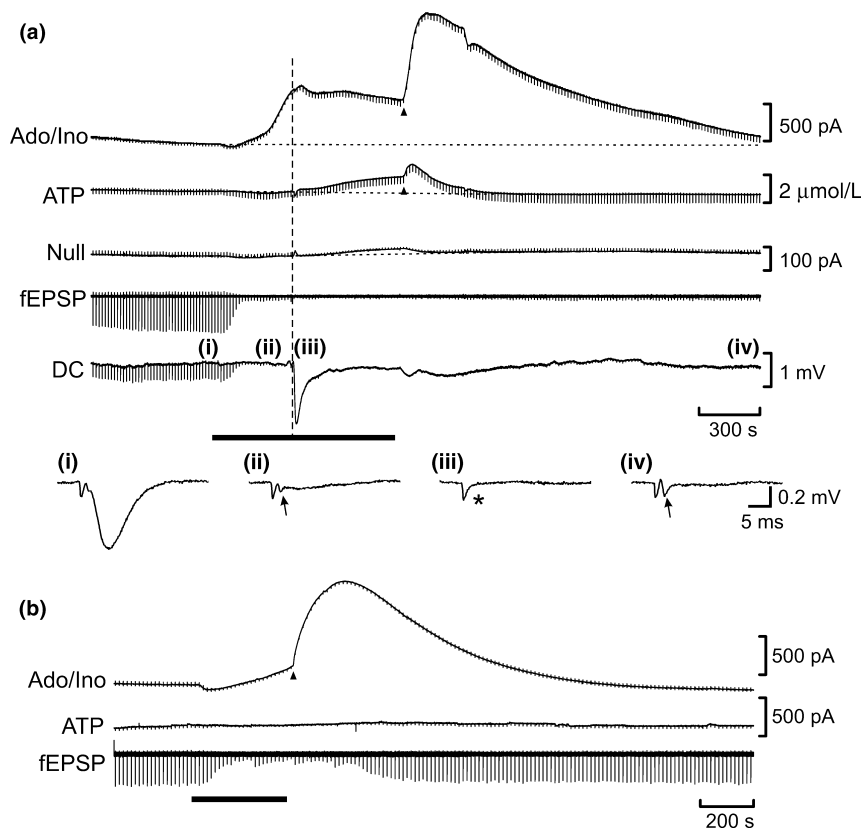 (a)
Ado/Ino
500 pA
ATP
2 μmol/L
Null
100 pA
fEPSP
(i) (ii) (iii) (iv)
DC
1 mV
300 s
(i) (ii) (iii) (iv)
*
0.2 mV
5 ms
(b)
Ado/Ino
500 pA
ATP
500 pA
fEPSP
200 s